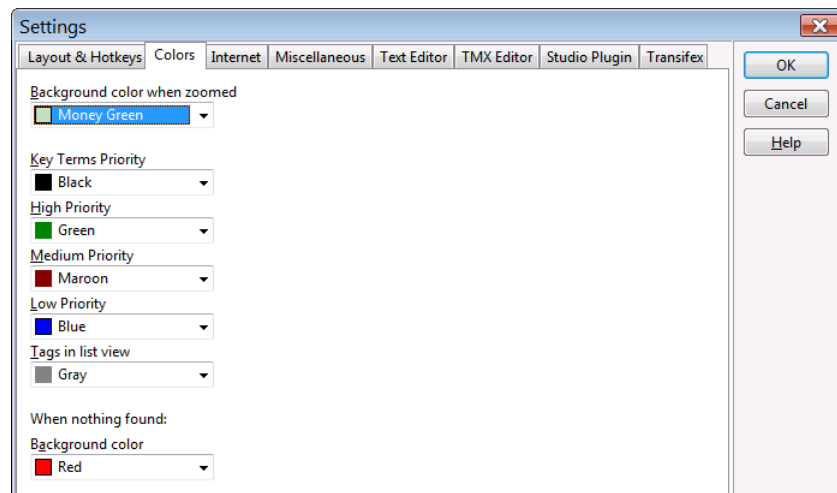 Settings
Layout & Hotkeys Colors Internet Miscellaneous Text Editor TMX Editor Studio Plugin Transifex
OK
Cancel
Help
Background color when zoomed
Money Green
Key Terms Priority
Black
High Priority
Green
Medium Priority
Maroon
Low Priority
Blue
Tags in list view
Gray
When nothing found:
Background color
Red